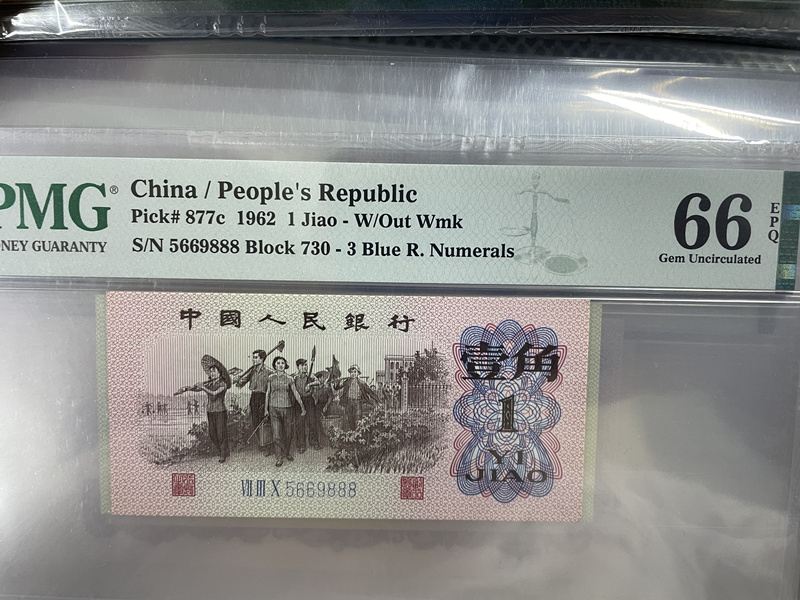 PMG®
ONEY GUARANTY
China / People's Republic
Pick# 877c 1962 1 Jiao - W/Out Wmk
S/N 5669888 Block 730 - 3 Blue R. Numerals
66
EPQ
Gem Uncirculated
中國人民銀行
壹角
1
YI
JIAO
VII III X 5669888